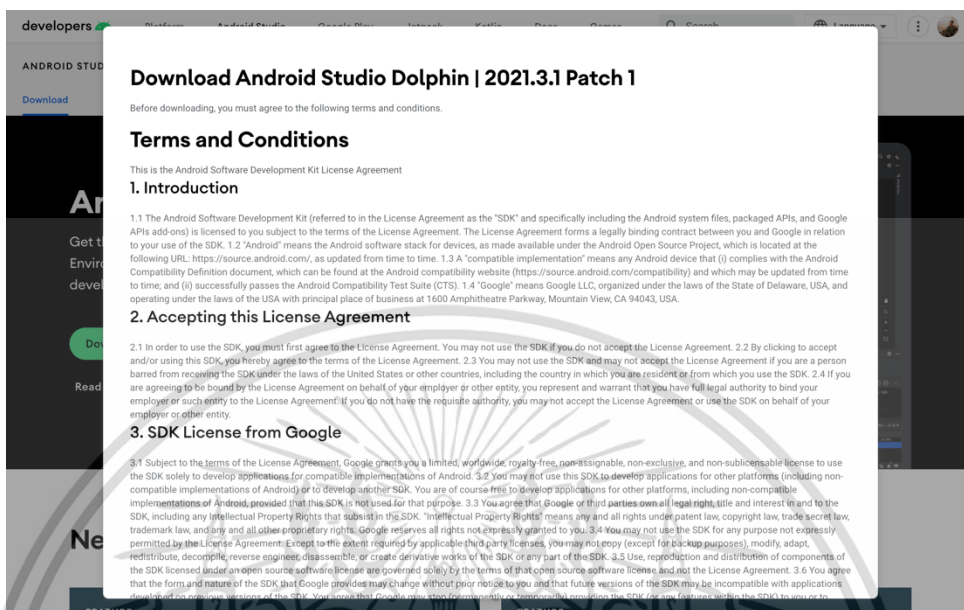 developers
Platform Android Studio Google Play Jetpack Kotlin Docs Games Search Language
ANDROID STUD
Download
Download Android Studio Dolphin | 2021.3.1 Patch 1
Before downloading, you must agree to the following terms and conditions.
Terms and Conditions
This is the Android Software Development Kit License Agreement
1. Introduction
1.1 The Android Software Development Kit (referred to in the License Agreement as the "SDK" and specifically including the Android system files, packaged APIs, and Google
APIs add-ons) is licensed to you subject to the terms of the License Agreement. The License Agreement forms a legally binding contract between you and Google in relation
to your use of the SDK. 1.2 "Android" means the Android software stack for devices, as made available under the Android Open Source Project, which is located at the
following URL: https://source.android.com/, as updated from time to time. 1.3 A "compatible implementation" means any Android device that (i) complies with the Android
Compatibility Definition document, which can be found at the Android compatibility website (https://source.android.com/compatibility) and which may be updated from time
to time; and (ii) successfully passes the Android Compatibility Test Suite (CTS). 1.4 "Google" means Google LLC, organized under the laws of the State of Delaware, USA, and
operating under the laws of the USA with principal place of business at 1600 Amphitheatre Parkway, Mountain View, CA 94043, USA.
2. Accepting this License Agreement
2.1 In order to use the SDK, you must first agree to the License Agreement. You may not use the SDK if you do not accept the License Agreement. 2.2 By clicking to accept
and/or using this SDK, you hereby agree to the terms of the License Agreement. 2.3 You may not use the SDK and may not accept the License Agreement if you are a person
barred from receiving the SDK under the laws of the United States or other countries, including the country in which you are resident or from which you use the SDK. 2.4 If you
are agreeing to be bound by the License Agreement on behalf of your employer or other entity, you represent and warrant that you have full legal authority to bind your
employer or such entity to the License Agreement. If you do not have the requisite authority, you may not accept the License Agreement or use the SDK on behalf of your
employer or other entity.
3. SDK License from Google
3.1 Subject to the terms of the License Agreement, Google grants you a limited, worldwide, royalty-free, non-assignable, non-exclusive, and non-sublicensable license to use
the SDK solely to develop applications for compatible implementations of Android. 3.2 You may not use this SDK to develop applications for other platforms (including non-
compatible implementations of Android) or to develop another SDK. You are of course free to develop applications for other platforms, including non-compatible
implementations of Android, provided that this SDK is not used for that purpose. 3.3 You agree that Google or third parties own all legal right, title and interest in and to the
SDK, including any Intellectual Property Rights that subsist in the SDK. "Intellectual Property Rights" means any and all rights under patent law, copyright law, trade secret law,
trademark law, and any and all other proprietary rights. Google reserves all rights not expressly granted to you. 3.4 You may not use the SDK for any purpose not expressly
permitted by the License Agreement. Except to the extent required by applicable third party licenses, you may not copy (except for backup purposes), modify, adapt,
redistribute, decompile, reverse engineer, disassemble, or create derivative works of the SDK or any part of the SDK. 3.5 Use, reproduction and distribution of components of
the SDK licensed under an open source software license are governed solely by the terms of that open source software license and not the License Agreement. 3.6 You agree
that the form and nature of the SDK that Google provides may change without prior notice to you and that future versions of the SDK may be incompatible with applications
developed on previous versions of the SDK. You agree that Google may stop (permanently or temporarily) providing the SDK (or any features within the SDK) to you or to
Get t
Enviro
devel
Read
Ne